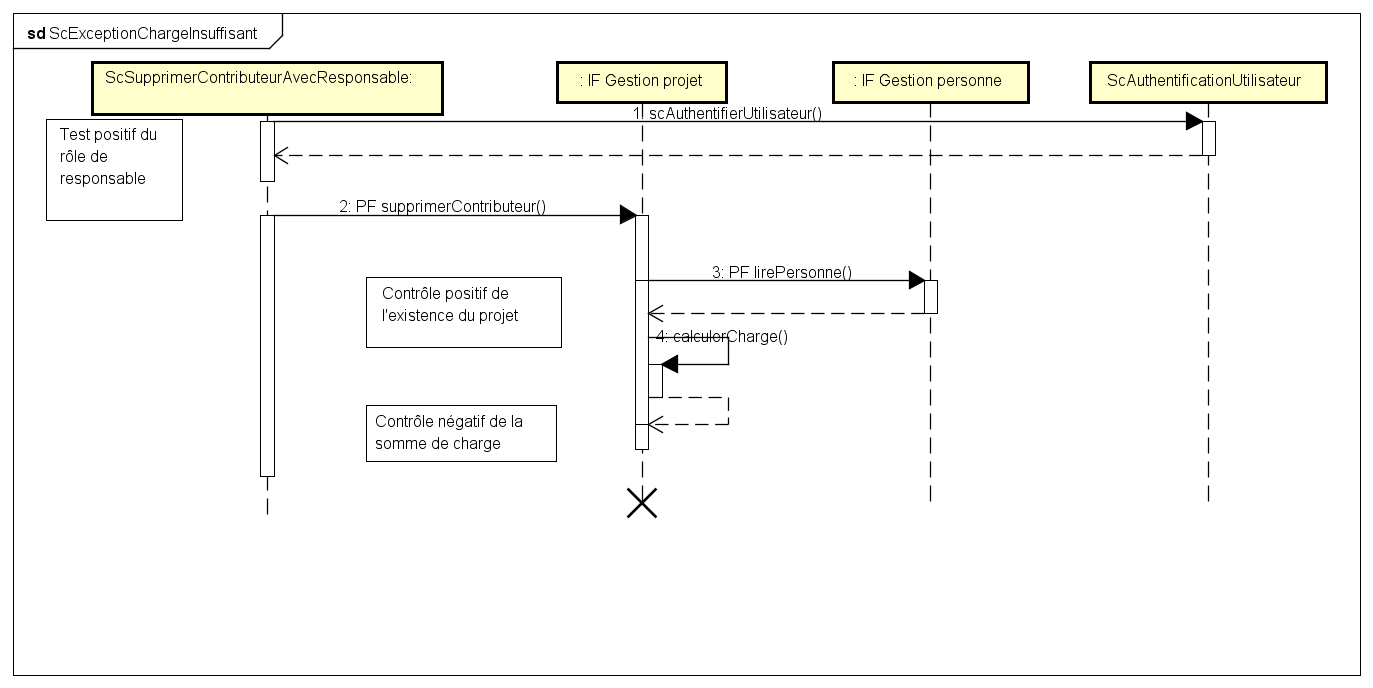 sd ScExceptionChargeInsuffisant
ScSupprimerContributeurAvecResponsable:
: IF Gestion projet
: IF Gestion personne
ScAuthentificationUtilisateur
1: scAuthentifierUtilisateur()
Test positif du
rôle de
responsable
2: PF supprimerContributeur()
3: PF lirePersonne()
Contrôle positif de
l'existence du projet
4: calculerCharge()
Contrôle négatif de la
somme de charge